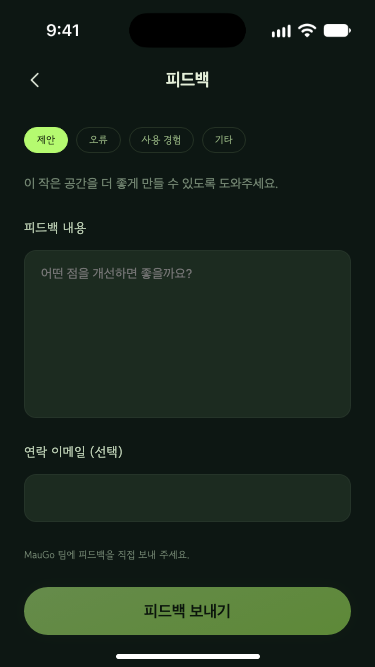 9:41
피드백
제안 오류 사용 경험 기타
이 작은 공간을 더 좋게 만들 수 있도록 도와주세요.
피드백 내용
어떤 점을 개선하면 좋을까요?
연락 이메일 (선택)
MauGo 팀에 피드백을 직접 보내 주세요.
피드백 보내기